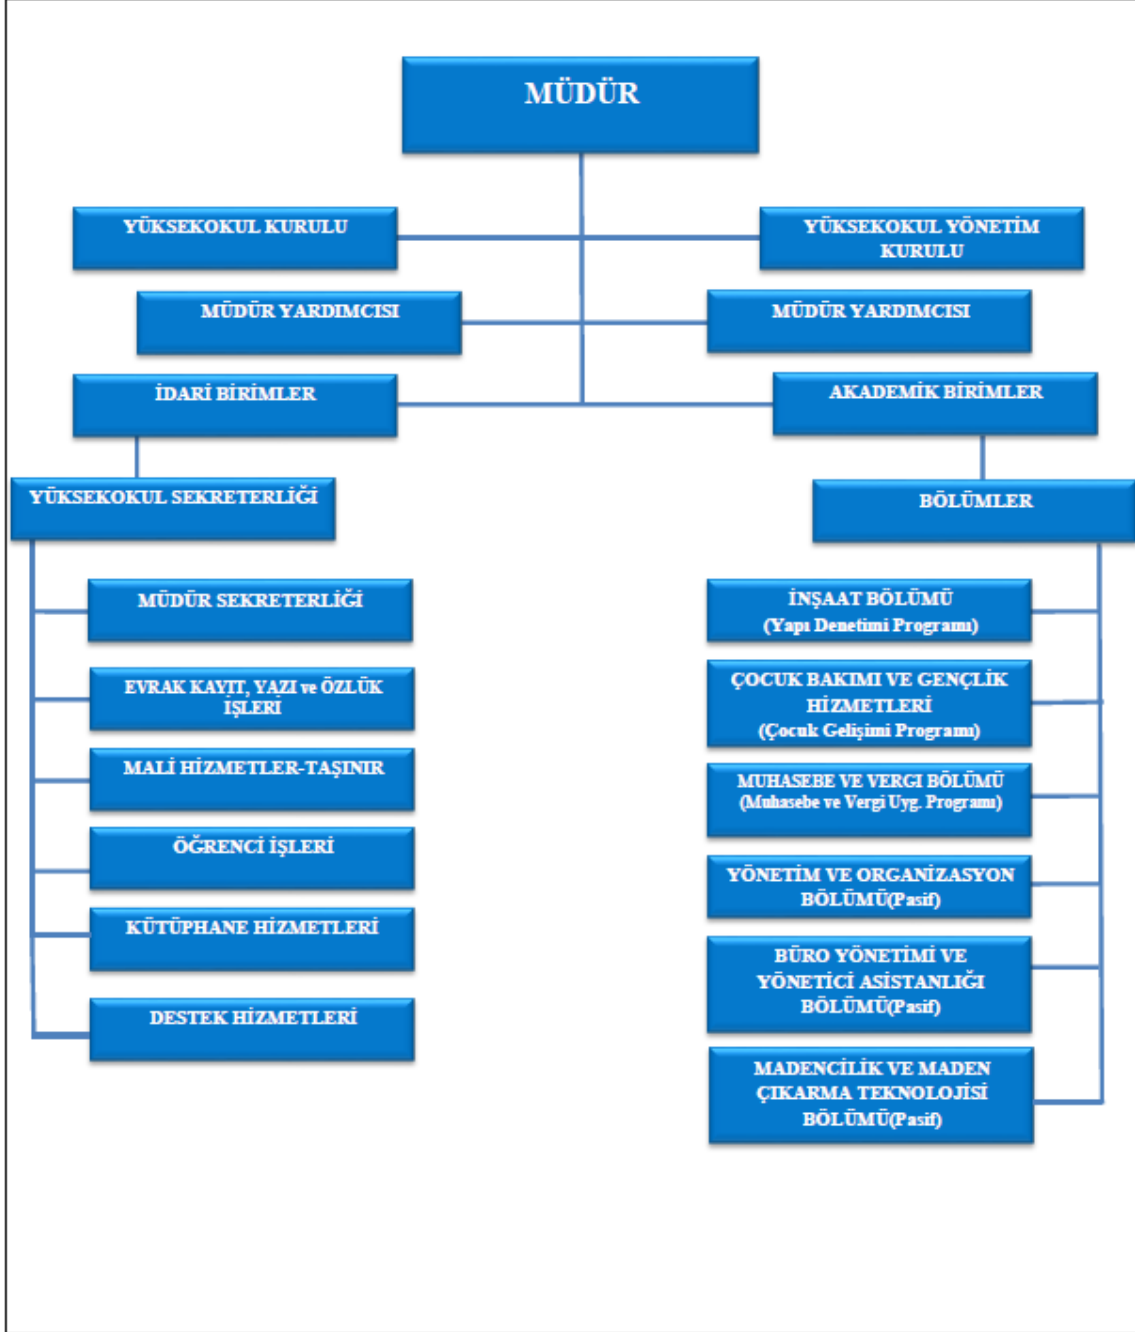 MÜDÜR
YÜKSEKOKUL KURULU
YÜKSEKOKUL YÖNETİM
KURULU
MÜDÜR YARDIMCISI
MÜDÜR YARDIMCISI
İDARİ BİRİMLER
AKADEMİK BİRİMLER
YÜKSEKOKUL SEKRETERLİĞİ
BÖLÜMLER
MÜDÜR SEKRETERLİĞİ
EVRAK KAYIT, YAZI ve ÖZLÜK
İŞLERİ
MALİ HİZMETLER-TAŞINIR
ÖĞRENCİ İŞLERİ
KÜTÜPHANE HİZMETLERİ
DESTEK HİZMETLERİ
İNŞAAT BÖLÜMÜ
(Yapı Denetimi Programı)
ÇOCUK BAKIMI VE GENÇLİK
HİZMETLERİ
(Çocuk Gelişimi Programı)
MUHASEBE VE VERGI BÖLÜMÜ
(Muhasebe ve Vergi Uyg. Programı)
YÖNETİM VE ORGANİZASYON
BÖLÜMÜ(Pasif)
BÜRO YÖNETİMİ VE
YÖNETİCİ ASİSTANLIĞI
BÖLÜMÜ(Pasif)
MADENCİLİK VE MADEN
ÇIKARMA TEKNOLOJİSİ
BÖLÜMÜ(Pasif)